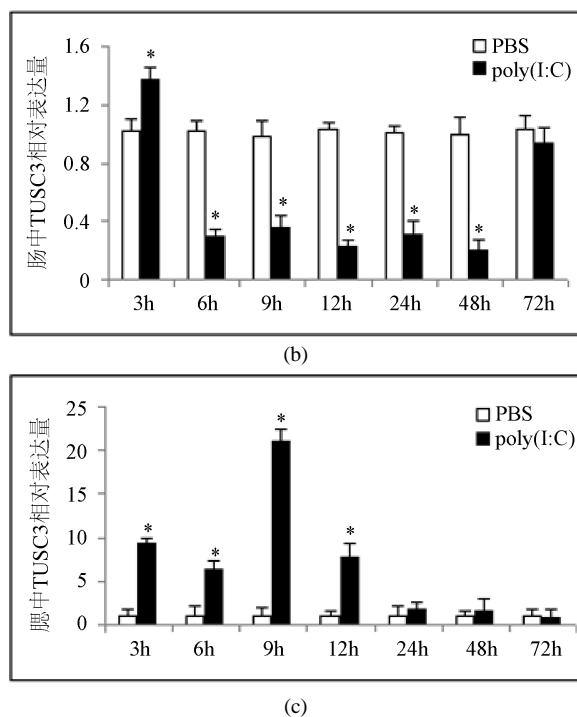 1.6
1.2
0.8
0.4
0
肠中TUSC3相对表达量
PBS
poly(I:C)
* * * * * *
3h 6h 9h 12h 24h 48h 72h
(b)
25
20
15
10
5
0
腮中TUSC3相对表达量
PBS
poly(I:C)
* * * *
3h 6h 9h 12h 24h 48h 72h
(c)